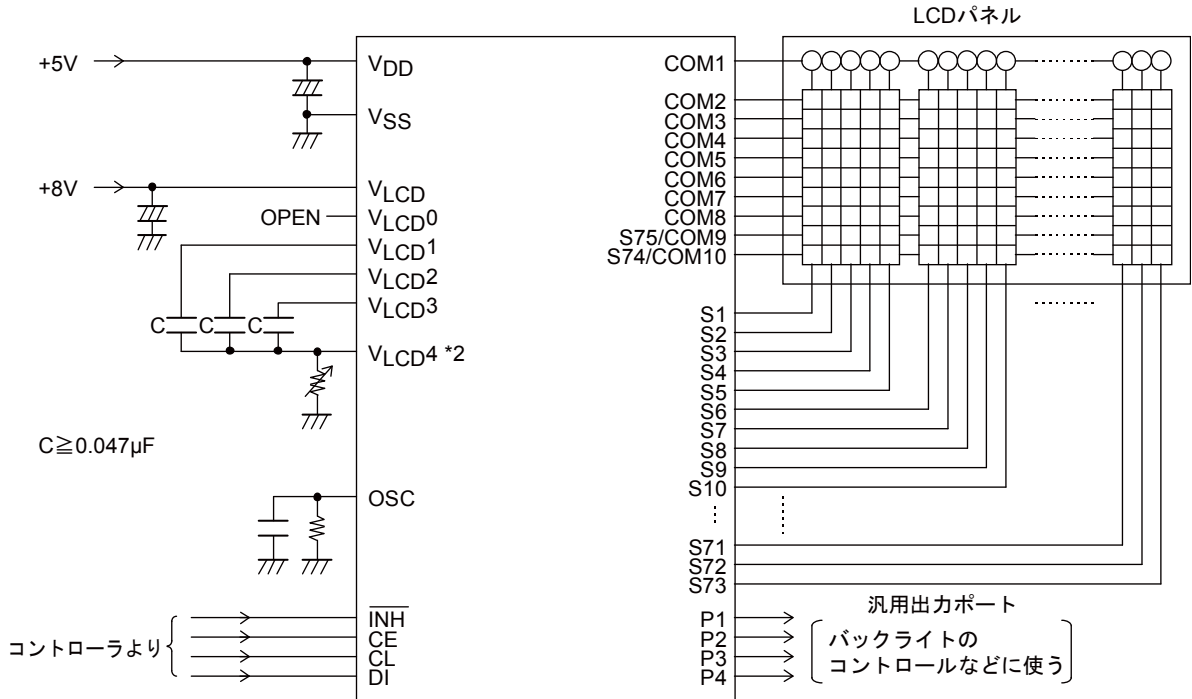 LCDパネル
+5V
VDD
VSS
+8V
VLCD
OPEN
VLCD0
VLCD1
VLCD2
VLCD3
C
C
C
VLCD4 *2
C≧0.047µF
OSC
コントローラより
INH
CE
CL
DI
COM1
COM2
COM3
COM4
COM5
COM6
COM7
COM8
S75/COM9
S74/COM10
S1
S2
S3
S4
S5
S6
S7
S8
S9
S10
S71
S72
S73
P1
P2
P3
P4
汎用出力ポート
バックライトの
コントロールなどに使う